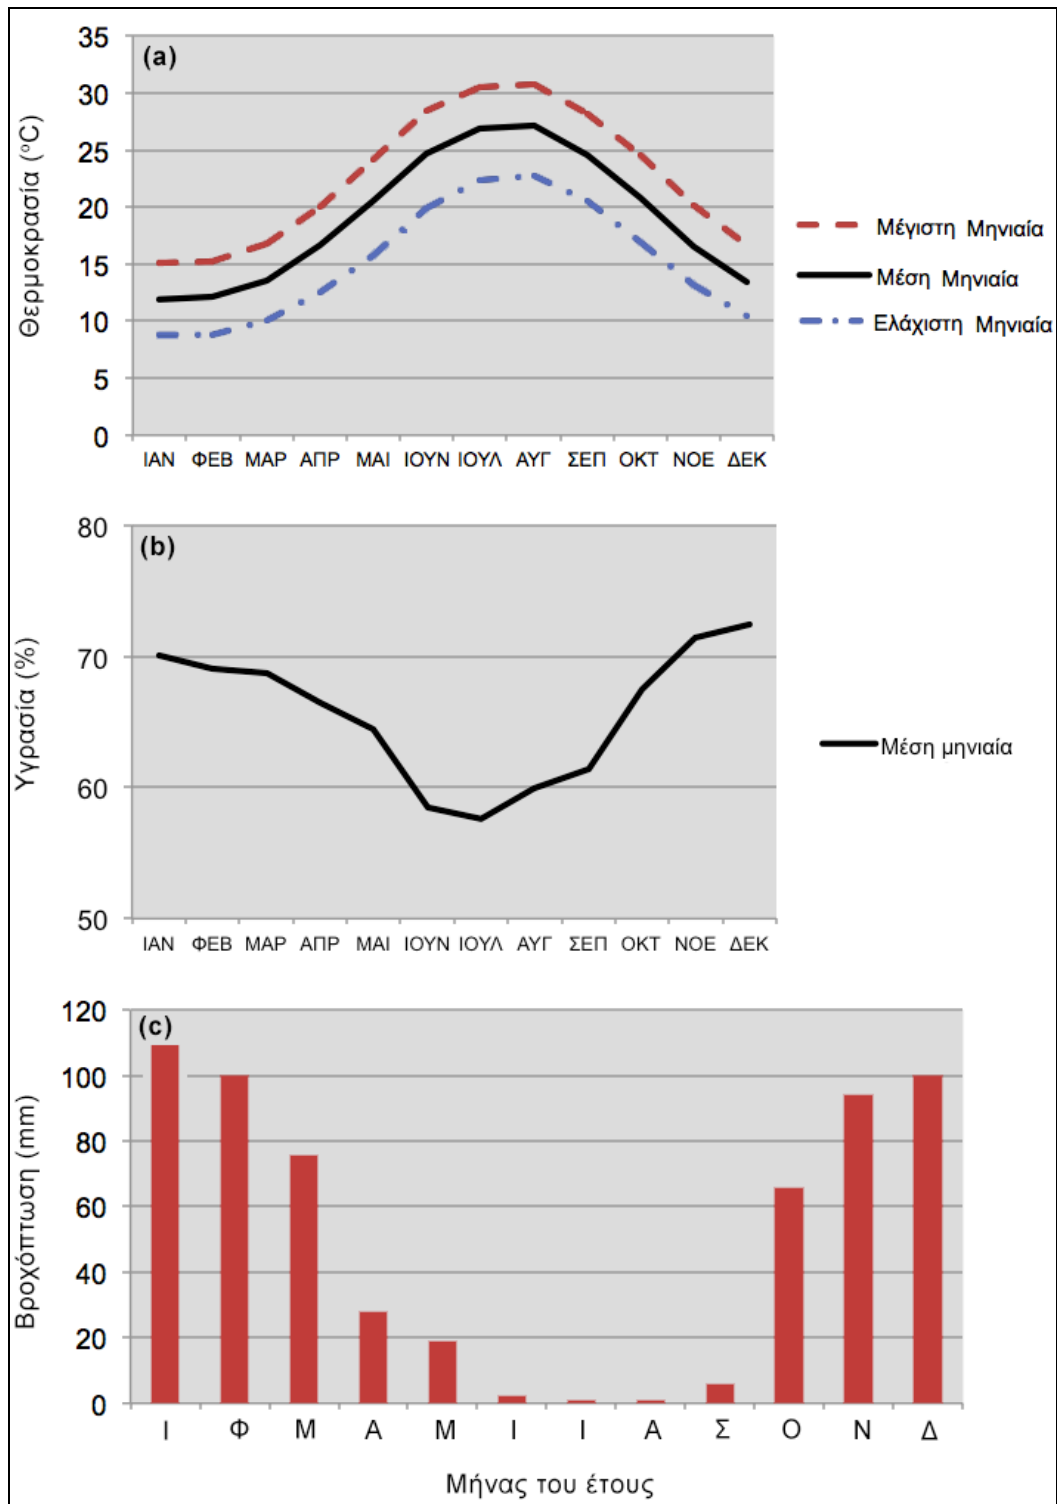 35
(a)
30
25
20
15
10
5
0
Θερμοκρασία (°C)
ΙΑΝ ΦΕΒ ΜΑΡ ΑΠΡ ΜΑΙ ΙΟΥΝ ΙΟΥΛ ΑΥΓ ΣΕΠ ΟΚΤ ΝΟΕ ΔΕΚ
Μέγιστη Μηνιαία
Μέση Μηνιαία
Ελάχιστη Μηνιαία
80
(b)
70
60
50
Υγρασία (%)
ΙΑΝ ΦΕΒ ΜΑΡ ΑΠΡ ΜΑΙ ΙΟΥΝ ΙΟΥΛ ΑΥΓ ΣΕΠ ΟΚΤ ΝΟΕ ΔΕΚ
Μέση μηνιαία
120
(c)
100
80
60
40
20
0
Βροχόπτωση (mm)
Ι Φ Μ Α Μ Ι Ι Α Σ Ο Ν Δ
Μήνας του έτους